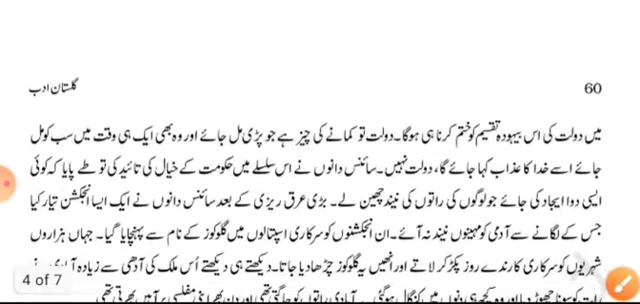 60 گلستان ادب
میں دولت کی اس بیہودہ تقسیم کو ختم کرنا ہی ہوگا۔ دولت تو کمانے کی چیز ہے جو پڑی مل جائے اور وہ بھی ایک ہی وقت میں سب کو مل
جائے اسے خدا کا عذاب کہا جائے گا، دولت نہیں۔ سائنس دانوں نے اس سلسلے میں حکومت کے خیال کی تائید کی تو طے پایا کہ کوئی
ایسی دوا ایجاد کی جائے جو لوگوں کی راتوں کی نیند چھین لے۔ بڑی عرق ریزی کے بعد سائنس دانوں نے ایک ایسا انجکشن تیار کیا
جس کے لگانے سے آدمی کو مہینوں نیند نہ آئے۔ ان انجکشنوں کو سرکاری اسپتالوں میں گلوکوز کے نام سے پہنچایا گیا۔ جہاں ہزاروں
شہریوں کو سرکاری کارندے روز پکڑ کر لاتے اور انھیں یہ گلوکوز چڑھا دیا جاتا۔ دیکھتے ہی دیکھتے اُس ملک کی آدھی سے زیادہ آبادی نے
4 of 7